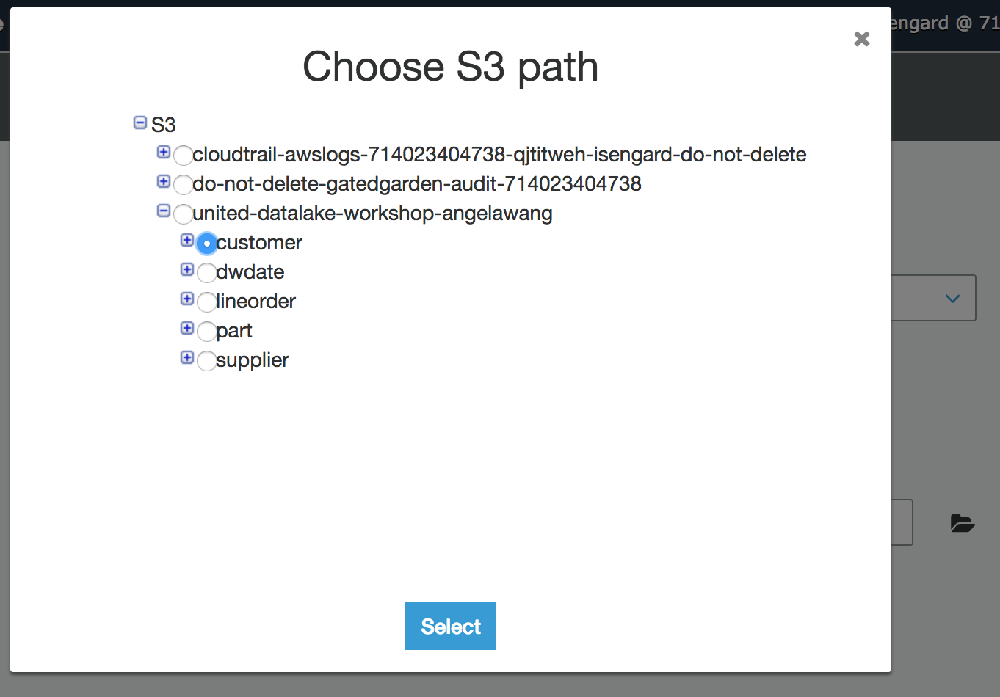 engard @ 71
Choose S3 path
S3
cloudtrail-awslogs-714023404738-qjtitweh-isengard-do-not-delete
do-not-delete-gatedgarden-audit-714023404738
united-datalake-workshop-angelawang
customer
dwdate
lineorder
part
supplier
Select